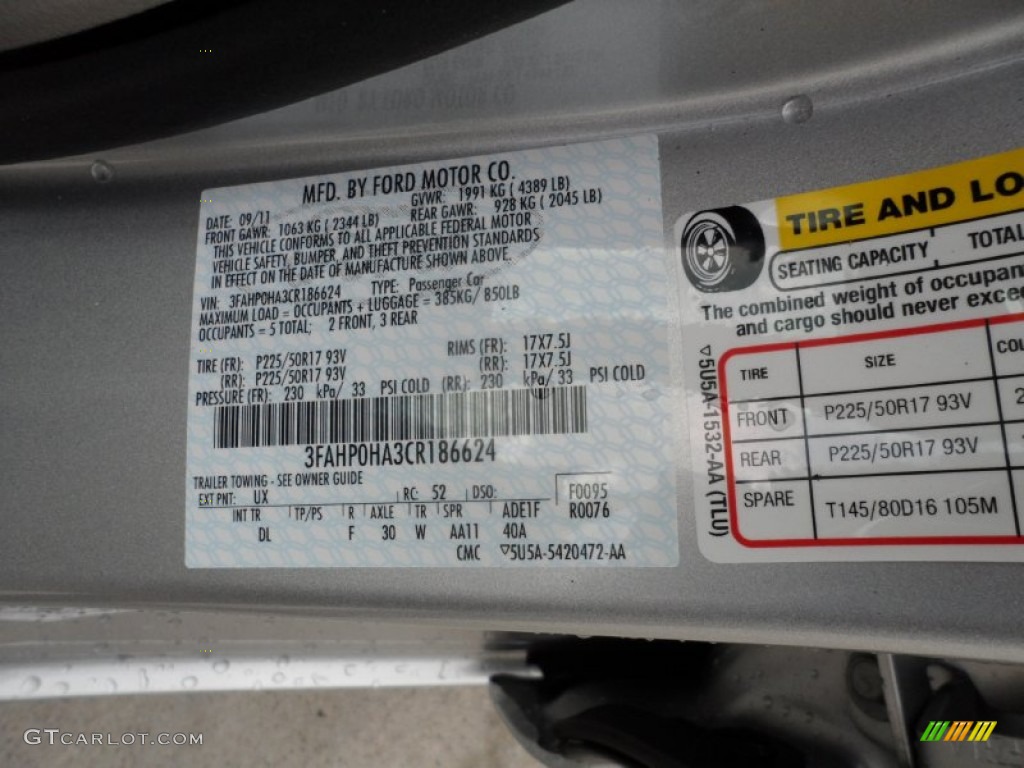 MFD. BY FORD MOTOR CO.
DATE: 09/11 GVWR: 1991 KG ( 4389 LB)
FRONT GAWR: 1063 KG ( 2344 LB) REAR GAWR: 928 KG ( 2045 LB)
THIS VEHICLE CONFORMS TO ALL APPLICABLE FEDERAL MOTOR
VEHICLE SAFETY, BUMPER, AND THEFT PREVENTION STANDARDS
IN EFFECT ON THE DATE OF MANUFACTURE SHOWN ABOVE.
VIN: 3FAHP0HA3CR186624 TYPE: Passenger Car
MAXIMUM LOAD = OCCUPANTS + LUGGAGE = 385KG/ 850LB
OCCUPANTS = 5 TOTAL; 2 FRONT, 3 REAR
TIRE (FR): P225/50R17 93V RIMS (FR): 17X7.5J
(RR): P225/50R17 93V (RR): 17X7.5J
PRESSURE (FR): 230 kPa/ 33 PSI COLD (RR): 230 kPa/ 33 PSI COLD
3FAHP0HA3CR186624
TRAILER TOWING - SEE OWNER GUIDE
EXT PNT: UX RC: 52 DSO: F0095
INT TR TP/PS R AXLE TR SPR ADE1F R0076
DL F 30 W AA11 40A
CMC ▽5U5A-5420472-AA
TIRE AND LO
SEATING CAPACITY TOTAL
The combined weight of occupan
and cargo should never excee
▽5U5A-1532-AA (TLU)
TIRE SIZE COL
FRONT P225/50R17 93V 2
REAR P225/50R17 93V
SPARE T145/80D16 105M
GTCARLOT.COM